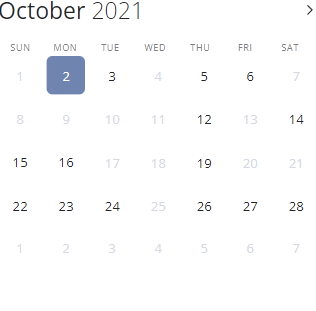 October 2021
SUN MON TUE WED THU FRI SAT
1 2 3 4 5 6 7
8 9 10 11 12 13 14
15 16 17 18 19 20 21
22 23 24 25 26 27 28
1 2 3 4 5 6 7